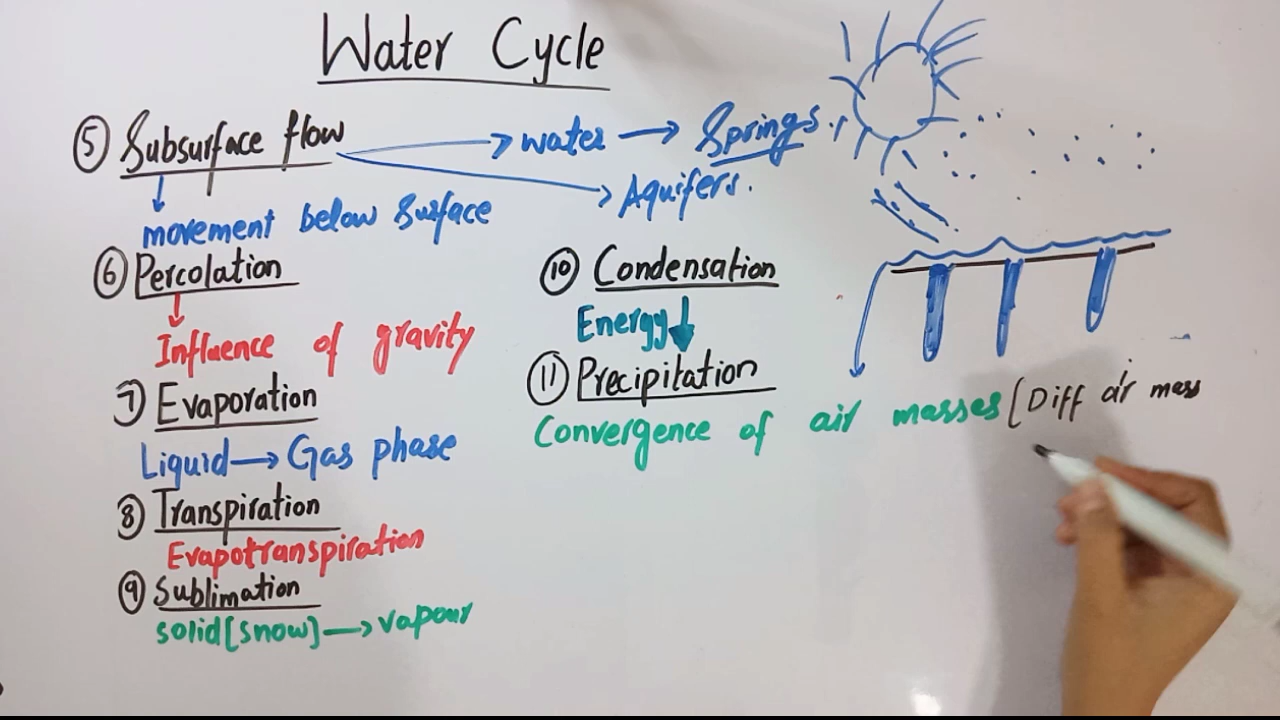 Water Cycle
⑤ Subsurface flow → water → Springs.
→ Aquifers.
movement below surface
⑥ Percolation
Influence of gravity
7) Evaporation
Liquid → Gas phase
8) Transpiration
Evapotranspiration
⑨ Sublimation
solid[snow] → vapour
⑩ Condensation
Energy↓
⑪ Precipitation
Convergence of air masses [Diff air mass